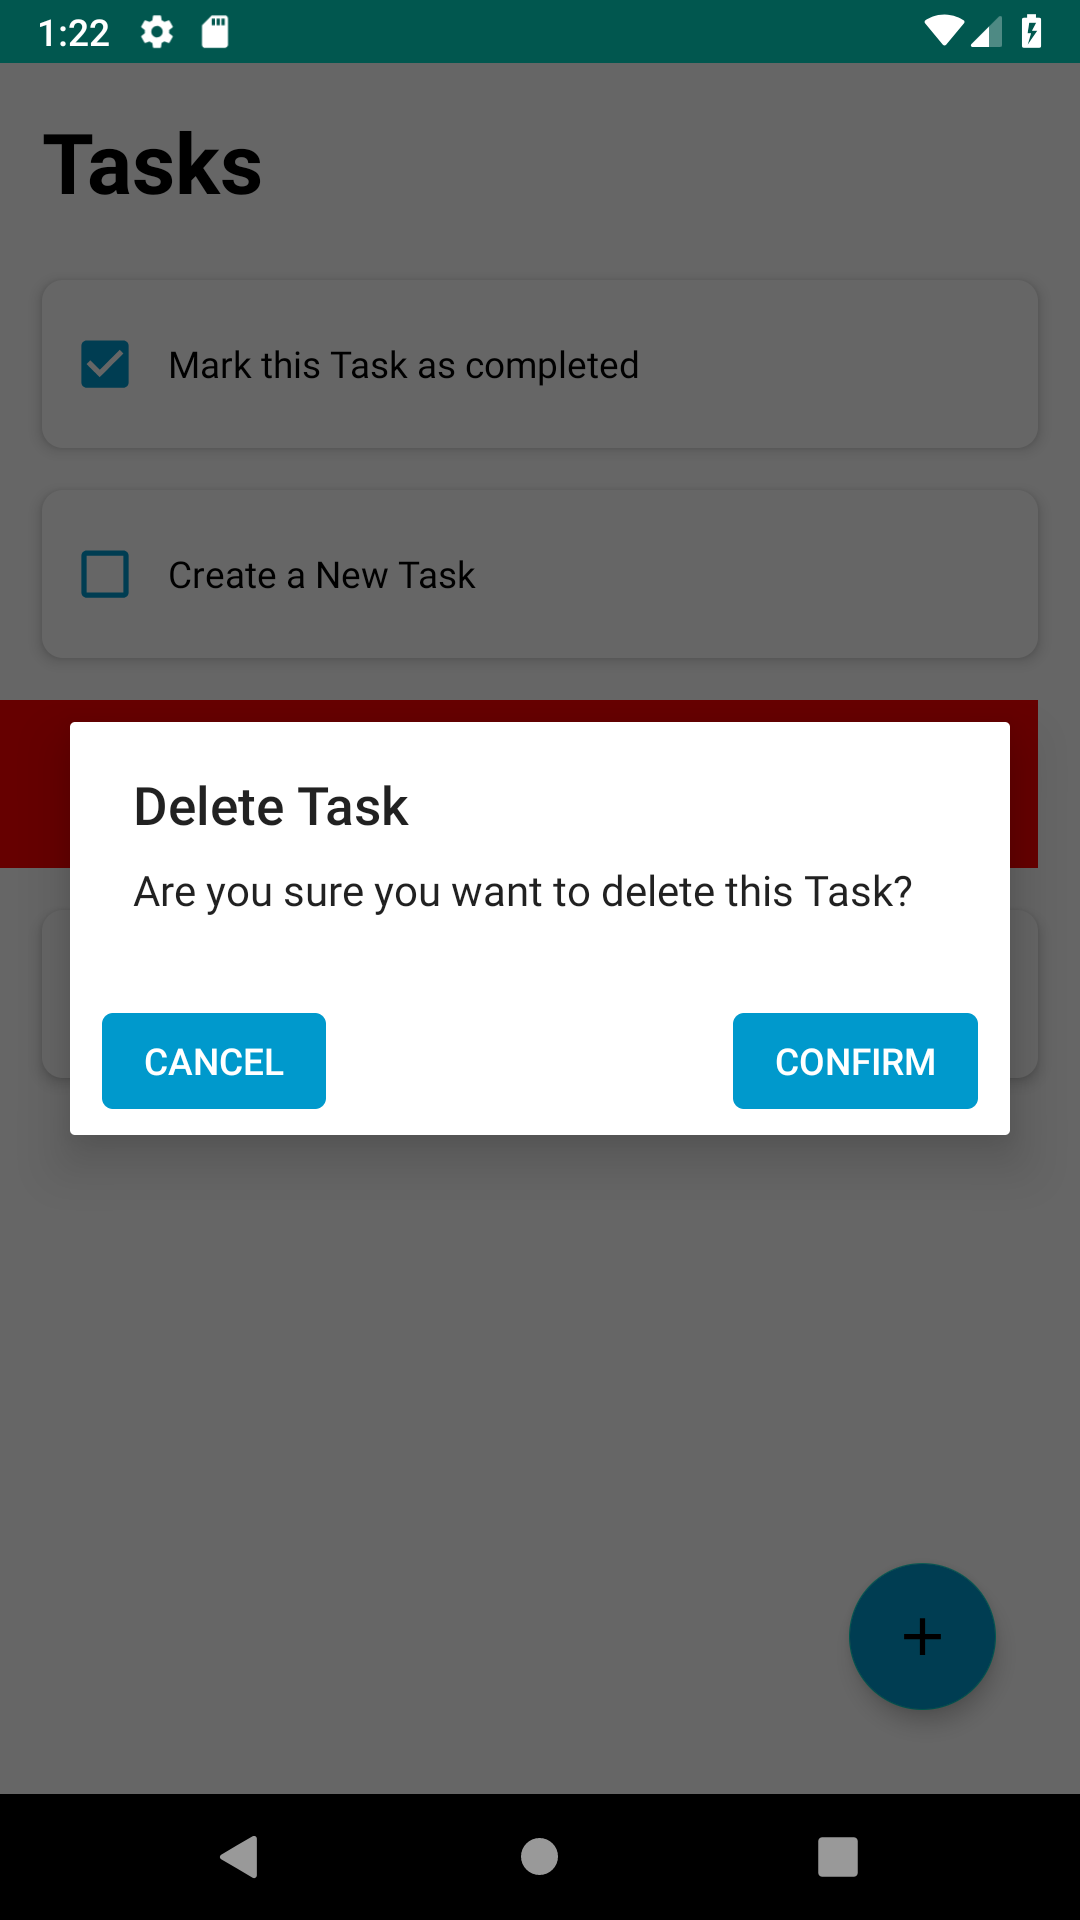 1:22
Tasks
Mark this Task as completed
Create a New Task
Delete Task
Are you sure you want to delete this Task?
CANCEL
CONFIRM